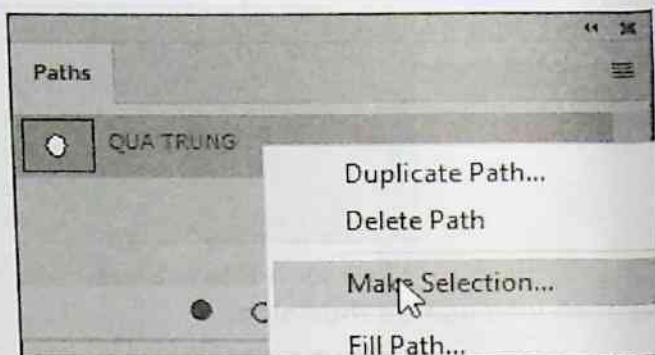 Paths
QUA TRUNG
Duplicate Path...
Delete Path
Make Selection...
Fill Path...